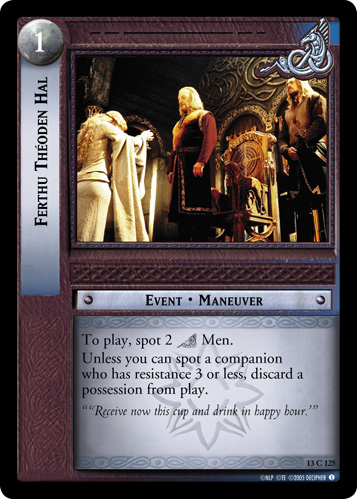 1
FERTHU THÉODEN HAL
EVENT • MANEUVER
To play, spot 2 Men.
Unless you can spot a companion
who has resistance 3 or less, discard a
possession from play.
“‘Receive now this cup and drink in happy hour.’”
13 C 125
©NLP ™©TE ©2005 DECIPHER